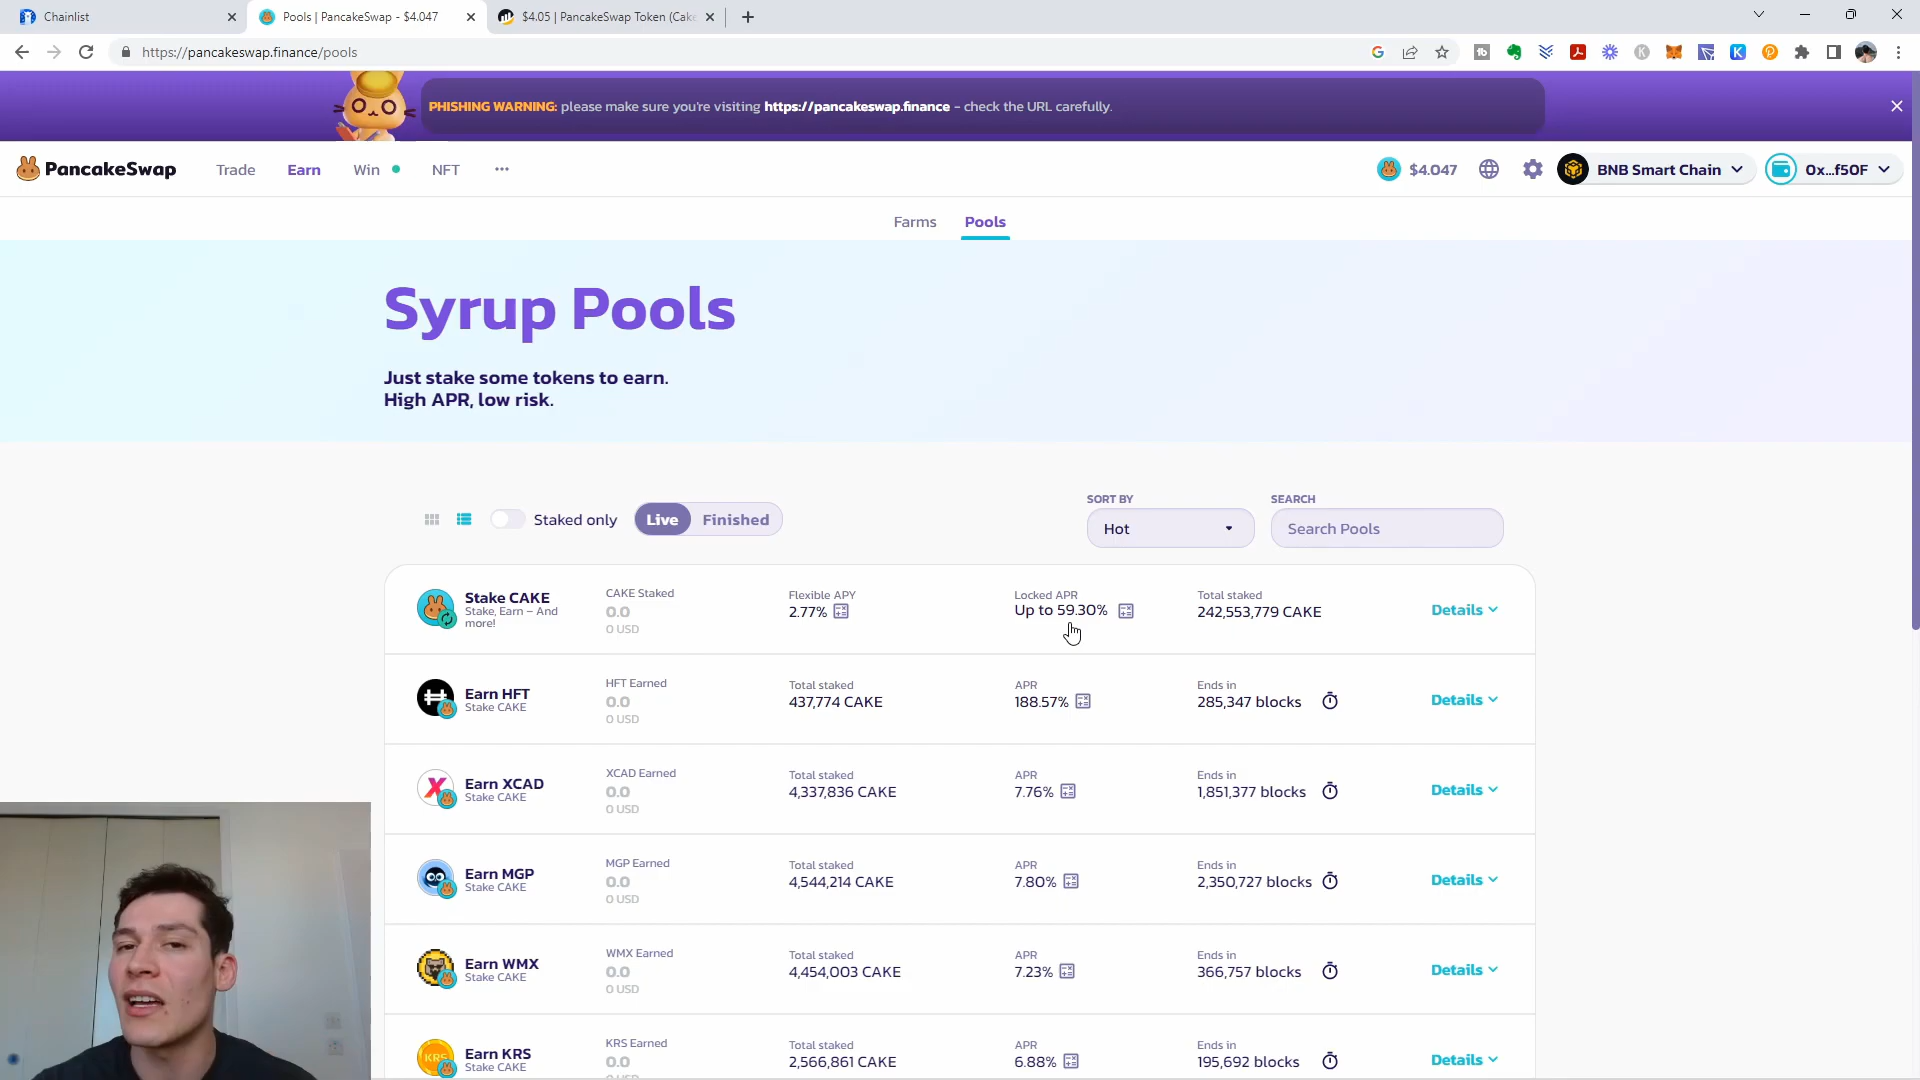 Chainlist
Pools | PancakeSwap - $4.047
$4.05 | PancakeSwap Token (Cake
https://pancakeswap.finance/pools
PHISHING WARNING: please make sure you're visiting https://pancakeswap.finance - check the URL carefully.
PancakeSwap
Trade
Earn
Win
NFT
$4.047
BNB Smart Chain
0x...f50F
Farms
Pools
Syrup Pools
Just stake some tokens to earn.
High APR, low risk.
Staked only
Live
Finished
SORT BY
Hot
SEARCH
Search Pools
Stake CAKE
Stake, Earn – And
more!
CAKE Staked
0.0
0 USD
Flexible APY
2.77%
Locked APR
Up to 59.30%
Total staked
242,553,779 CAKE
Details
Earn HFT
Stake CAKE
HFT Earned
0.0
0 USD
Total staked
437,774 CAKE
APR
188.57%
Ends in
285,347 blocks
Details
Earn XCAD
Stake CAKE
XCAD Earned
0.0
0 USD
Total staked
4,337,836 CAKE
APR
7.76%
Ends in
1,851,377 blocks
Details
Earn MGP
Stake CAKE
MGP Earned
0.0
0 USD
Total staked
4,544,214 CAKE
APR
7.80%
Ends in
2,350,727 blocks
Details
Earn WMX
Stake CAKE
WMX Earned
0.0
0 USD
Total staked
4,454,003 CAKE
APR
7.23%
Ends in
366,757 blocks
Details
KRS
Earn KRS
Stake CAKE
KRS Earned
0.0
Total staked
2,566,861 CAKE
APR
6.88%
Ends in
195,692 blocks
Details